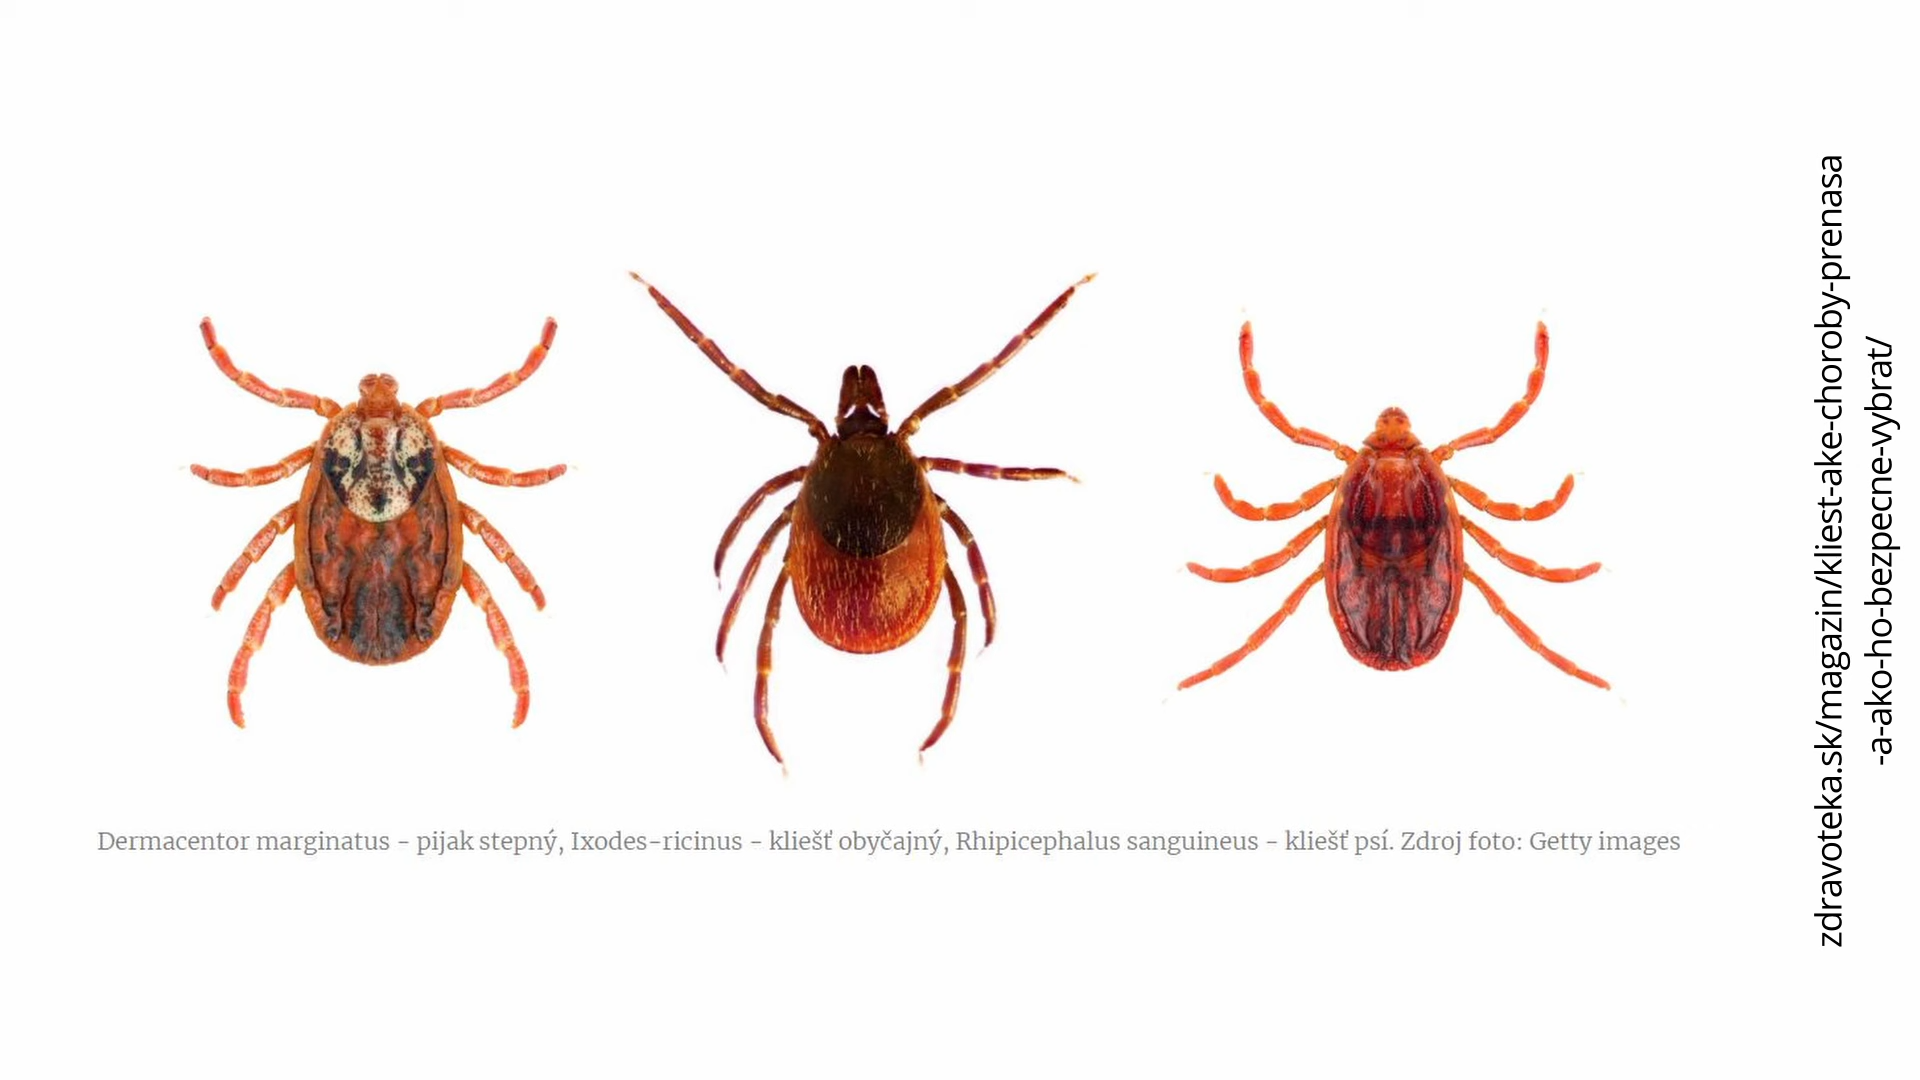 Dermacentor marginatus – pijak stepný, Ixodes-ricinus – kliešť obyčajný, Rhipicephalus sanguineus – kliešť psí. Zdroj foto: Getty images
zdravoteka.sk/magazin/kliest-ake-choroby-prenasa
-a-ako-ho-bezpecne-vybrat/